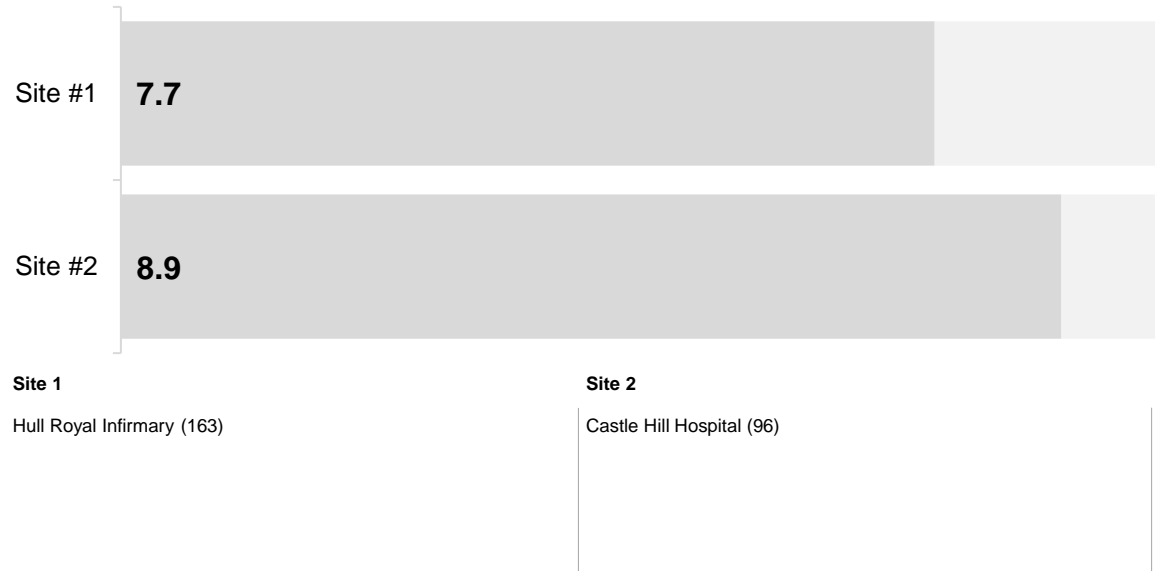 Site #1 7.7
Site #2 8.9
Site 1
Hull Royal Infirmary (163)
Site 2
Castle Hill Hospital (96)